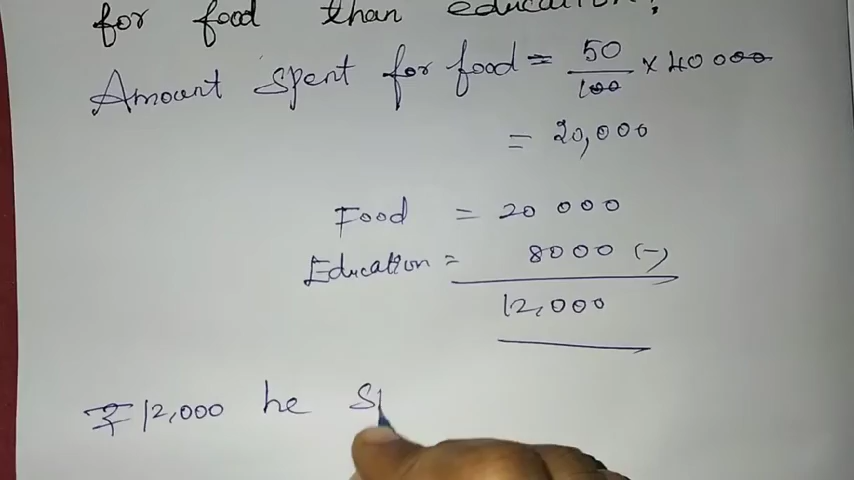 for food than education?
Amount spent for food = 50/100 × 40000
= 20,000
Food = 20 000
Education = 8000 (-)
12,000
₹12,000 he